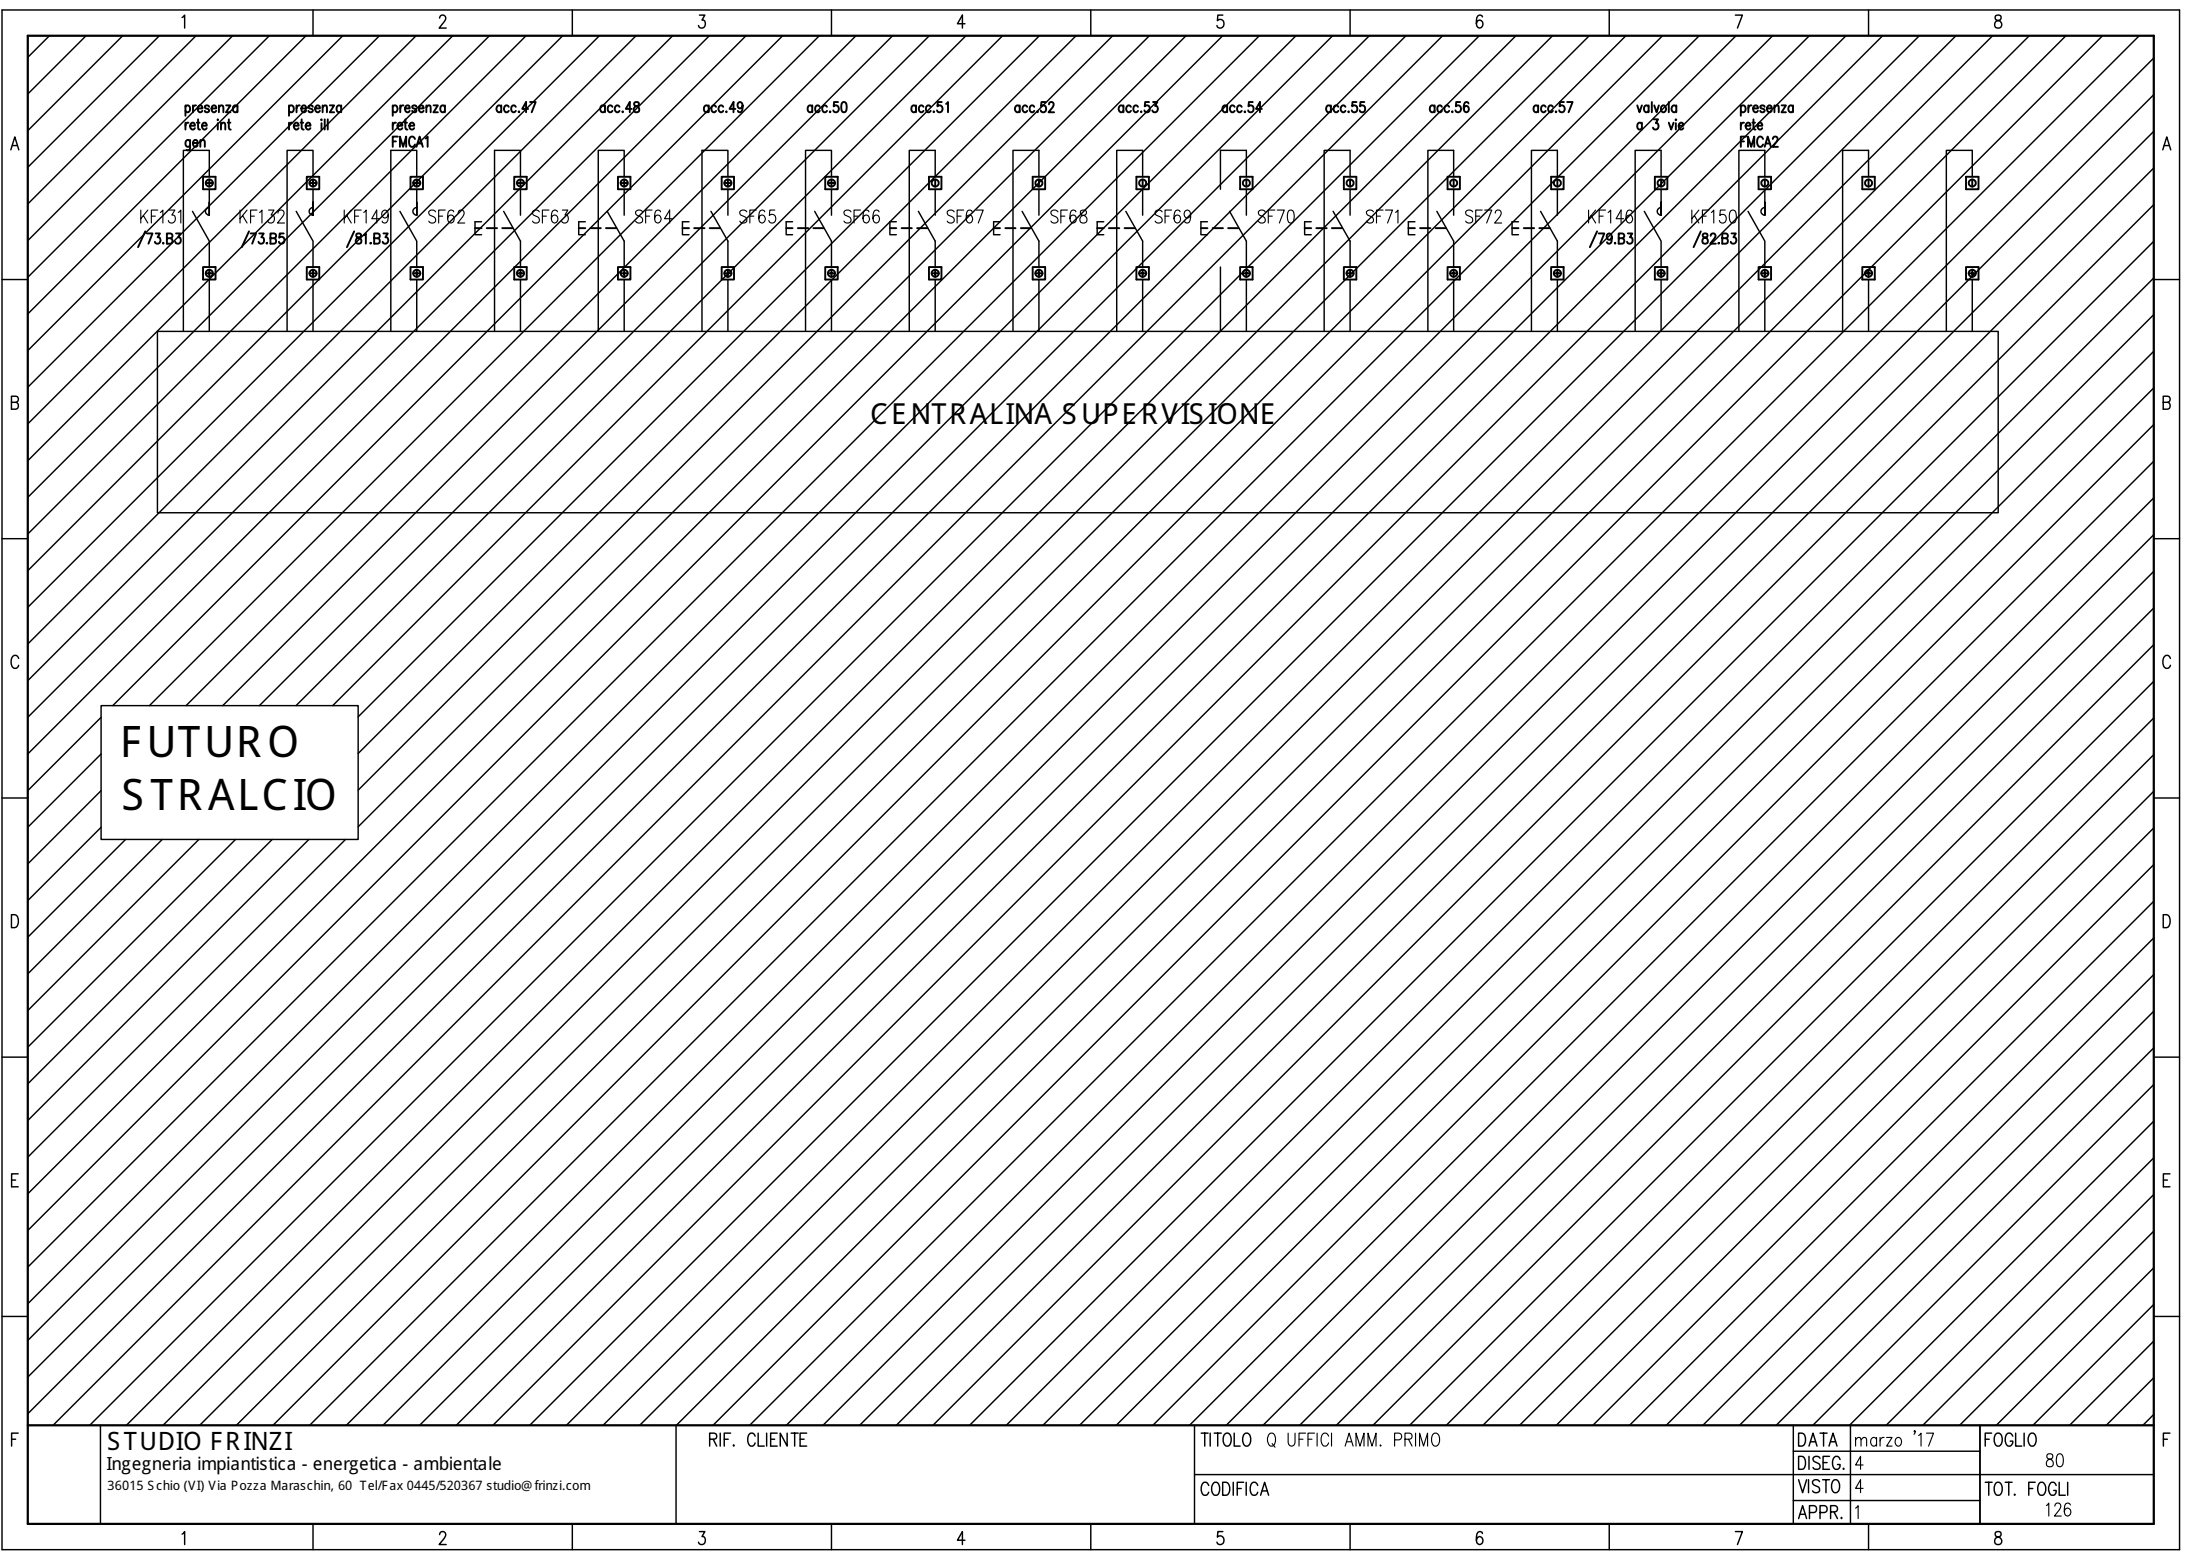 1 2 3 4 5 6 7 8
presenza presenza presenza acc.47 acc.48 acc.49 acc.50 acc.51 acc.52 acc.53 acc.54 acc.55 acc.56 acc.57 valvola presenza
rete int rete ill rete a 3 vie rete
gen FMCA1 FMCA2
A A
KF131 KF132 KF149 SF62 SF63 SF64 SF65 SF66 SF67 SF68 SF69 SF70 SF71 SF72 KF146 KF150
E E E E E E E E E E E
/73.B3 /73.B5 /81.B3 /79.B3 /82.B3
B B
CENTRALINA SUPERVISIONE
C C
FUTURO
STRALCIO
D D
E E
F F
STUDIO FRINZI
Ingegneria impiantistica - energetica - ambientale
36015 Schio (VI) Via Pozza Maraschin, 60 Tel/Fax 0445/520367 studio@frinzi.com
RIF. CLIENTE
TITOLO Q UFFICI AMM. PRIMO
CODIFICA
DATA marzo '17
DISEG. 4
VISTO 4
APPR. 1
FOGLIO
80
TOT. FOGLI
126
1 2 3 4 5 6 7 8